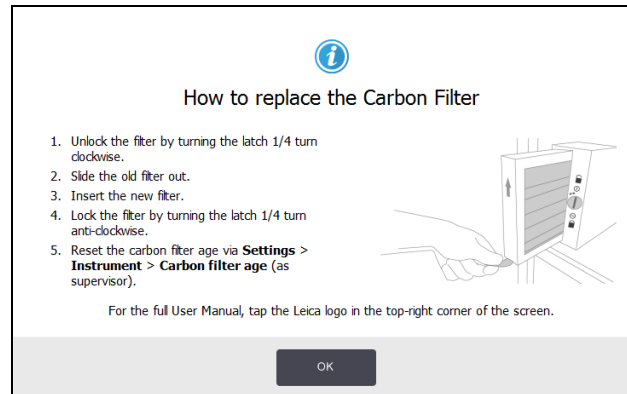 How to replace the Carbon Filter
1. Unlock the filter by turning the latch 1/4 turn
clockwise.
2. Slide the old filter out.
3. Insert the new filter.
4. Lock the filter by turning the latch 1/4 turn
anti-clockwise.
5. Reset the carbon filter age via Settings >
Instrument > Carbon filter age (as
supervisor).
For the full User Manual, tap the Leica logo in the top-right corner of the screen.
OK